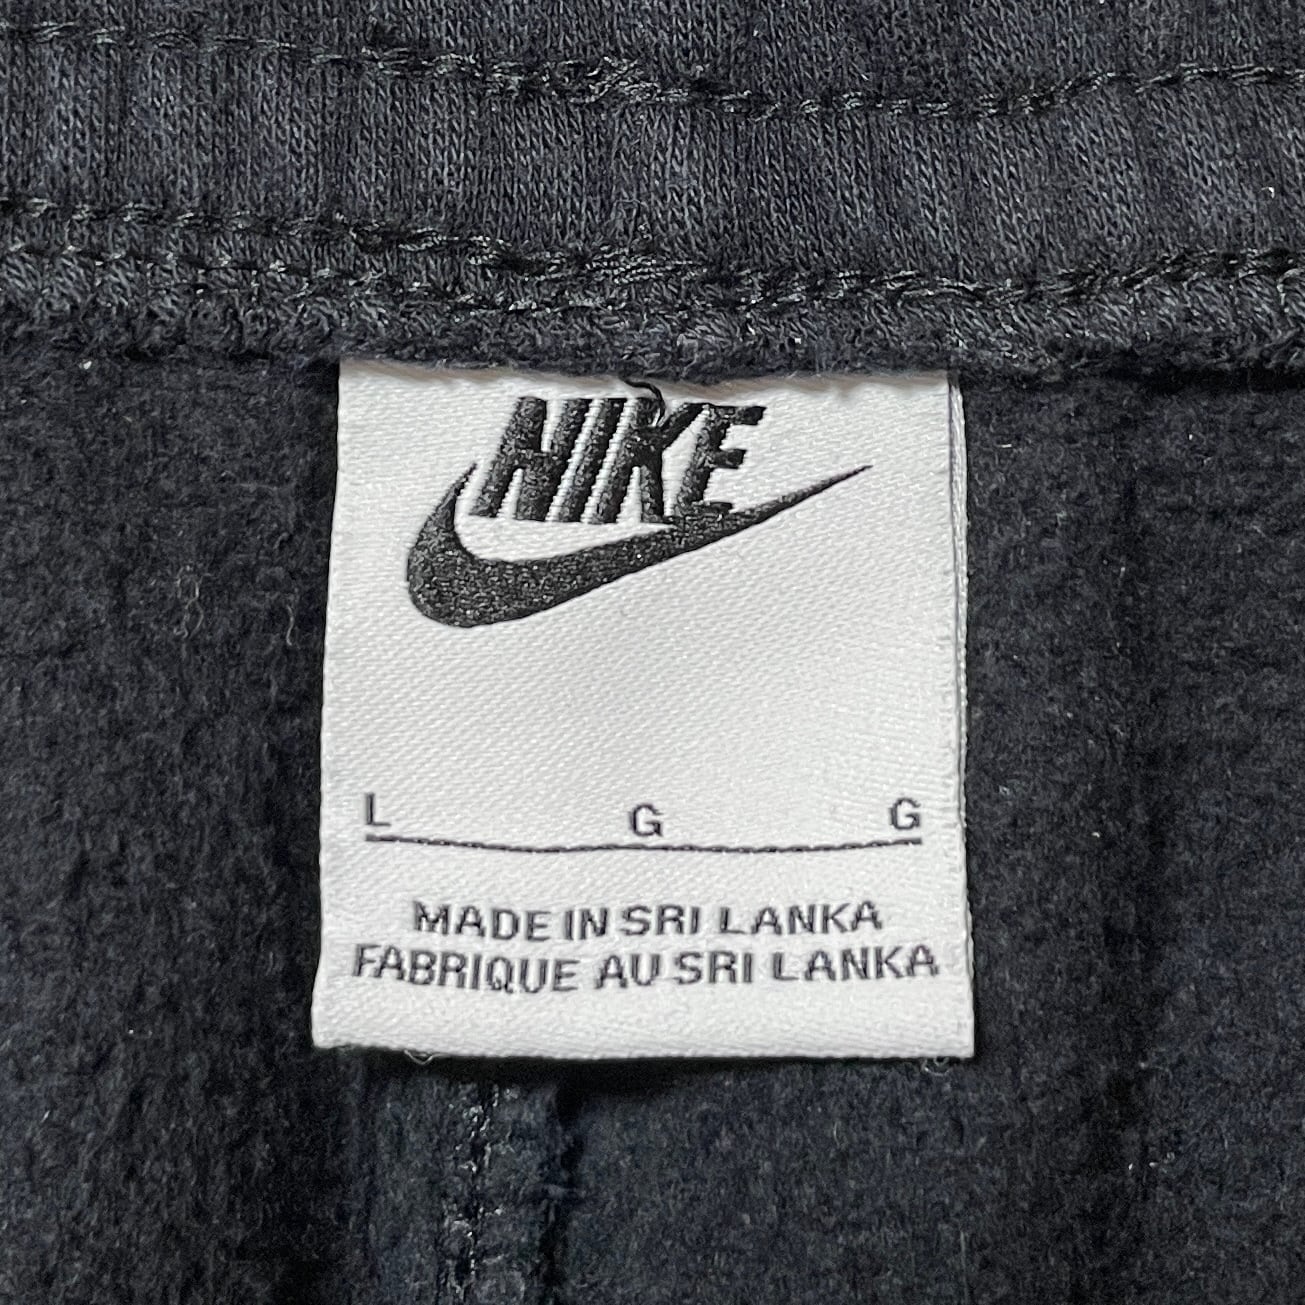 NIKE
L G G
MADE IN SRI LANKA
FABRIQUE AU SRI LANKA